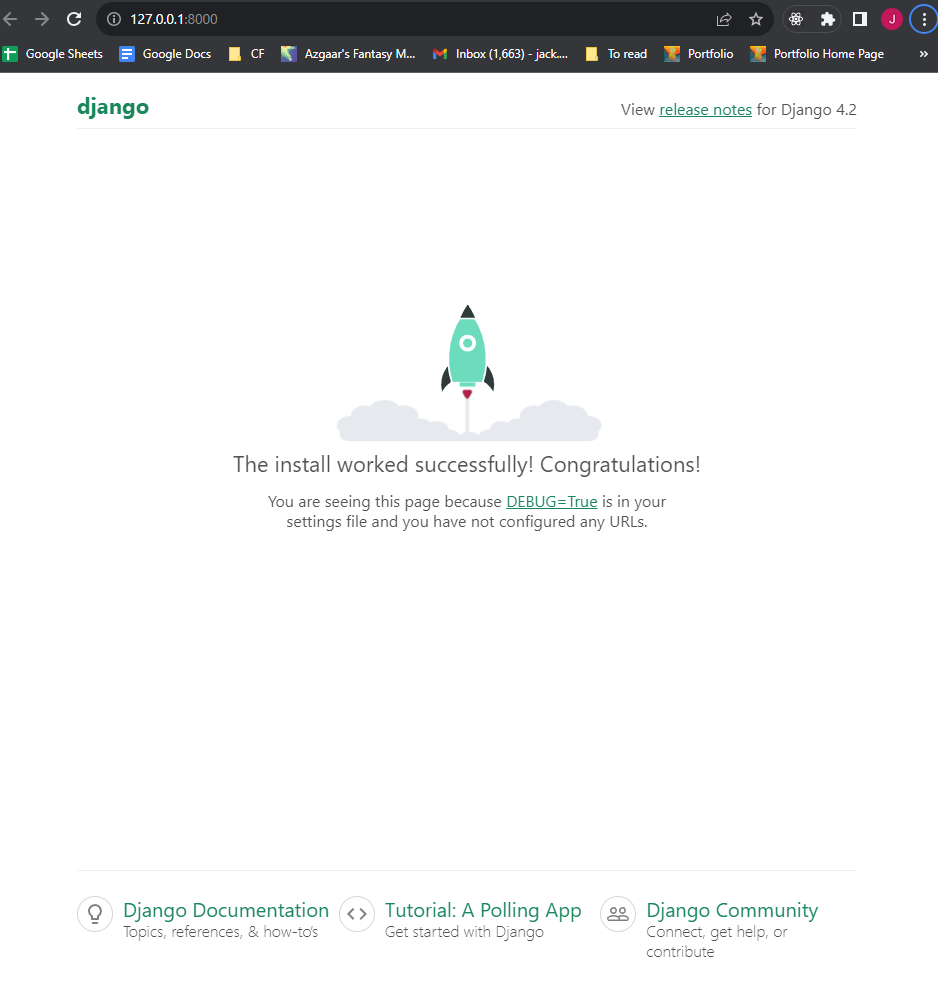 127.0.0.1:8000
J
Google Sheets Google Docs CF Azgaar's Fantasy M... Inbox (1,663) - jack.... To read Portfolio Portfolio Home Page »
django
View release notes for Django 4.2
The install worked successfully! Congratulations!
You are seeing this page because DEBUG=True is in your
settings file and you have not configured any URLs.
Django Documentation
Topics, references, & how-to's
Tutorial: A Polling App
Get started with Django
Django Community
Connect, get help, or
contribute